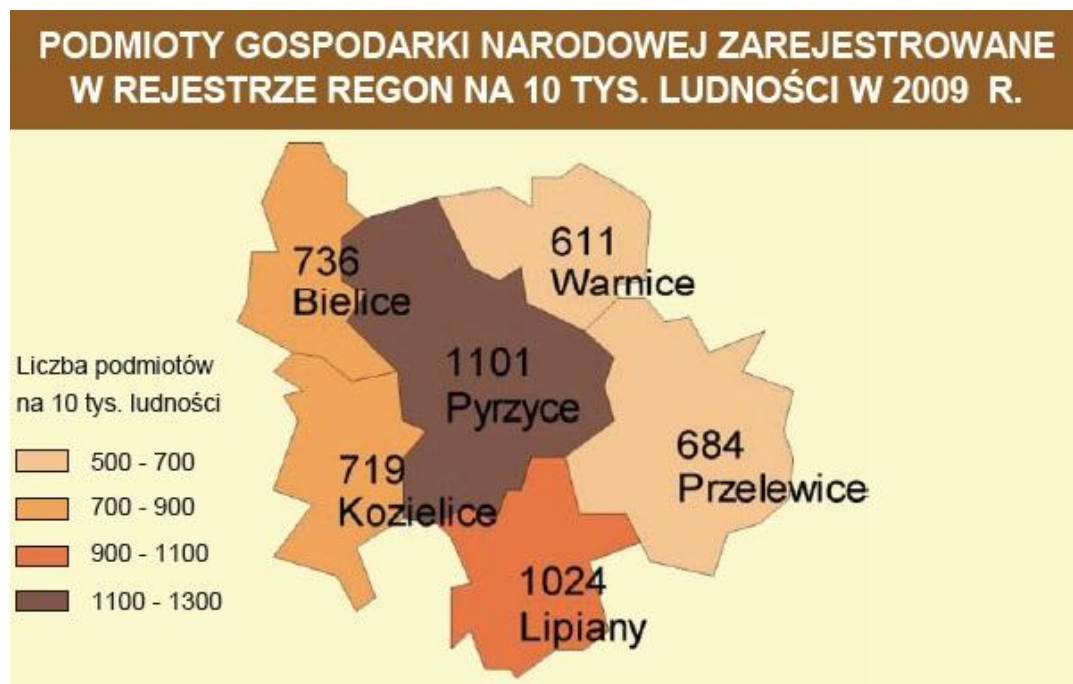 PODMIOTY GOSPODARKI NARODOWEJ ZAREJESTROWANE
W REJESTRZE REGON NA 10 TYS. LUDNOŚCI W 2009 R.
736
Bielice
611
Warnice
1101
Pyrzyce
684
Przelewice
719
Kozielice
1024
Lipiany
Liczba podmiotów
na 10 tys. ludności
500 - 700
700 - 900
900 - 1100
1100 - 1300